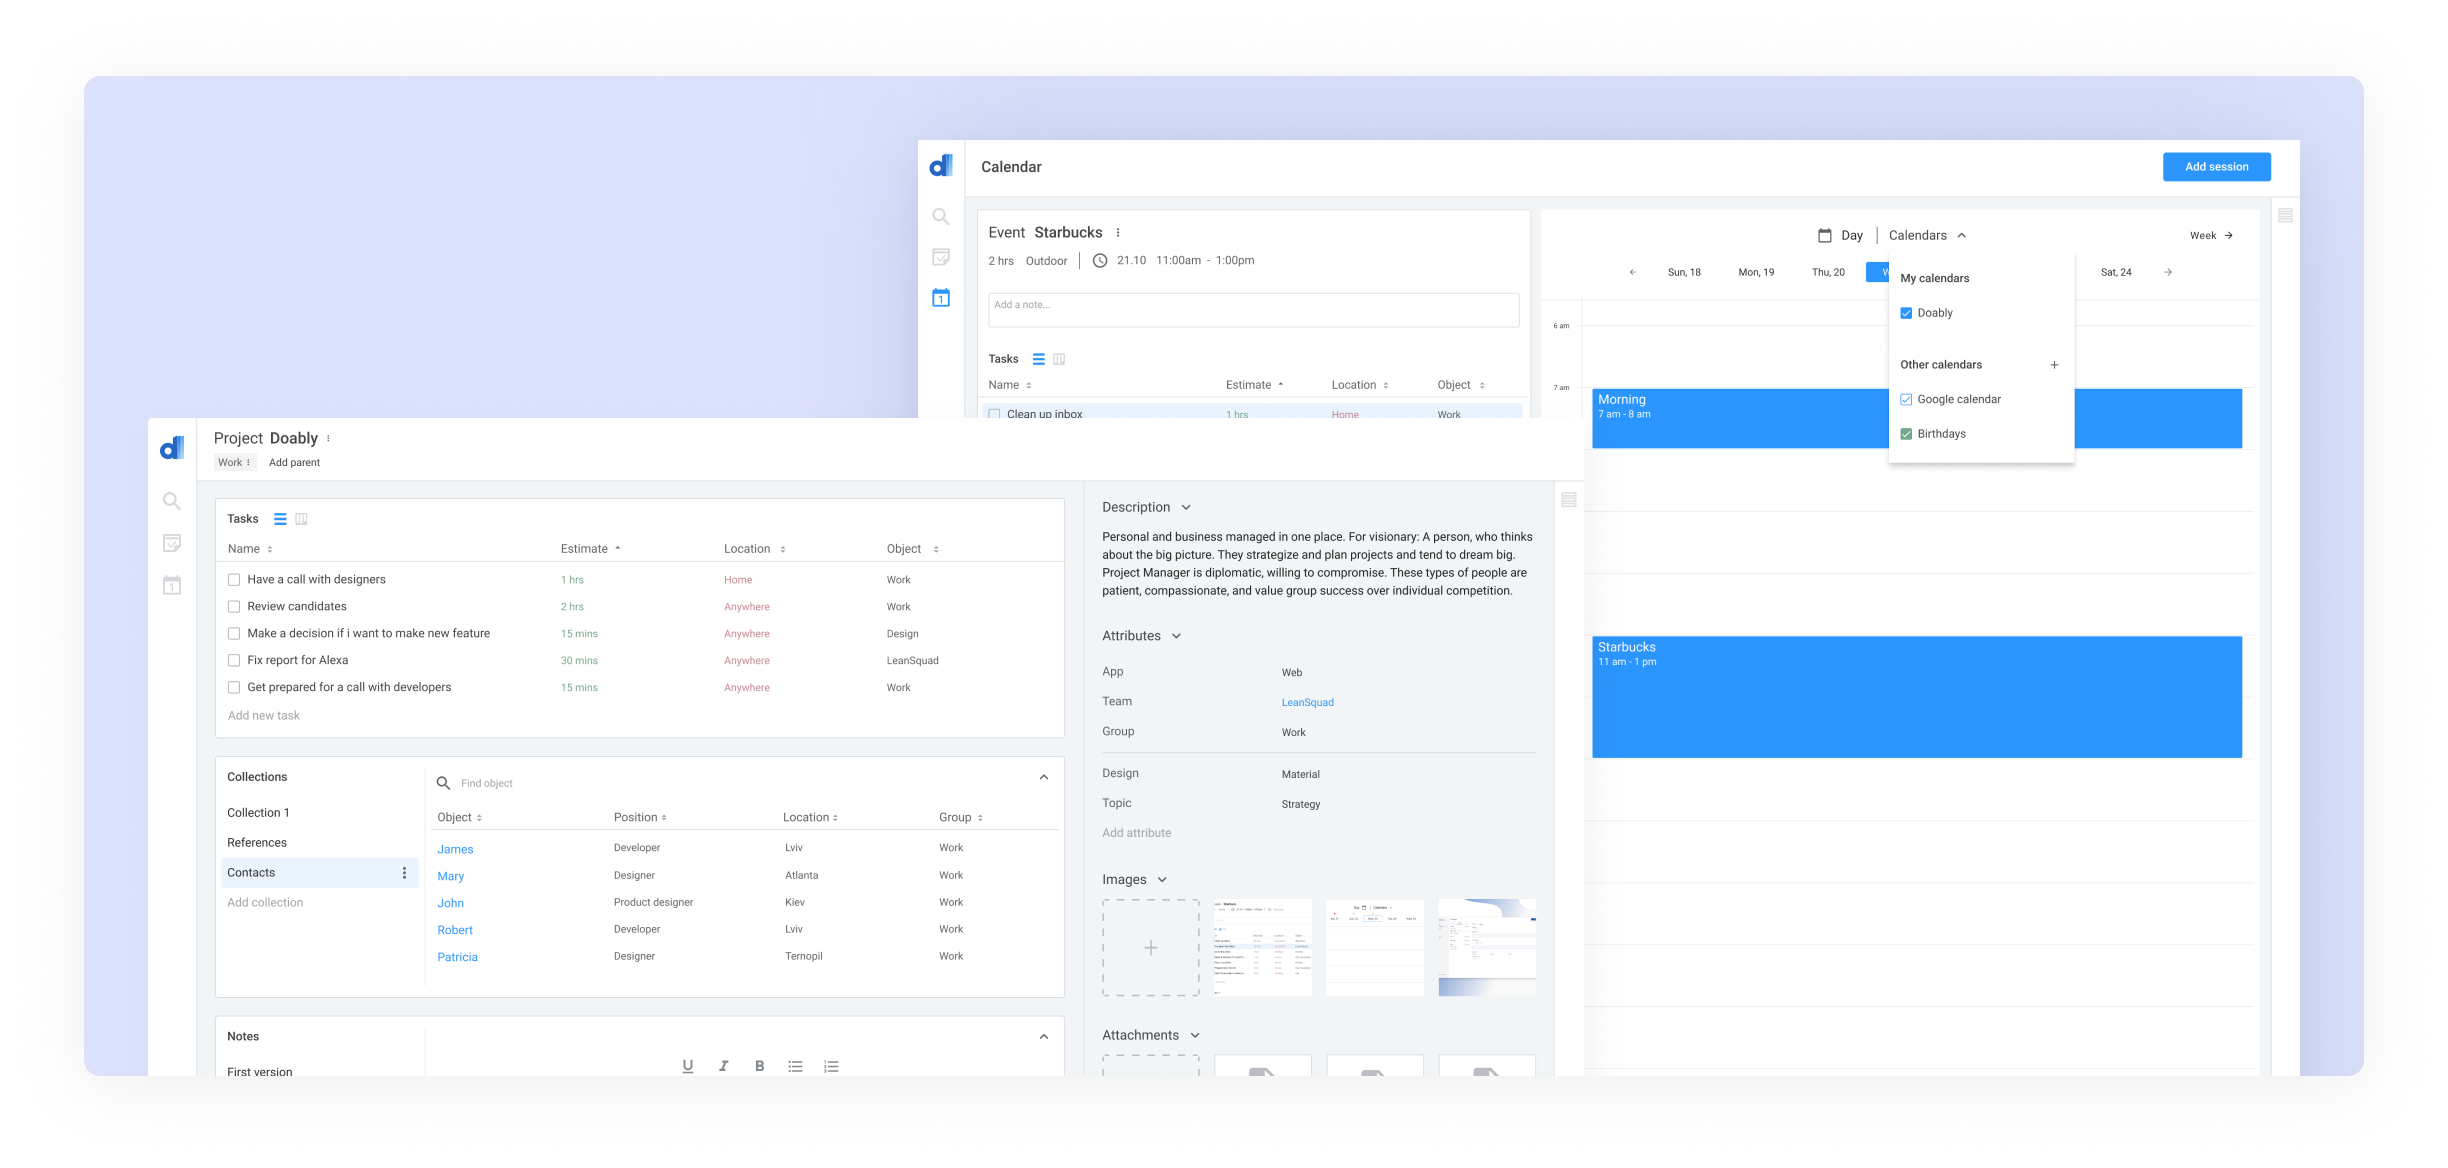 Calendar
Add session
Event Starbucks
2 hrs Outdoor 21.10 11:00am - 1:00pm
Add a note...
Tasks
Name Estimate Location Object
Clean up inbox 1 hrs Home Work
Day Calendars
Week
Sun, 18 Mon, 19 Thu, 20 W Sat, 24
My calendars
Doably
Other calendars
Google calendar
Birthdays
6 am
7 am
Morning
7 am - 8 am
Starbucks
11 am - 1 pm
1
Project Doably
Work Add parent
1
Tasks
Name Estimate Location Object
Have a call with designers 1 hrs Home Work
Review candidates 2 hrs Anywhere Work
Make a decision if i want to make new feature 15 mins Anywhere Design
Fix report for Alexa 30 mins Anywhere LeanSquad
Get prepared for a call with developers 15 mins Anywhere Work
Add new task
Collections
Collection 1
References
Contacts
Add collection
Find object
Object Position Location Group
James Developer Lviv Work
Mary Designer Atlanta Work
John Product designer Kiev Work
Robert Developer Lviv Work
Patricia Designer Ternopil Work
Notes
First version
U I B
Description
Personal and business managed in one place. For visionary: A person, who thinks
about the big picture. They strategize and plan projects and tend to dream big.
Project Manager is diplomatic, willing to compromise. These types of people are
patient, compassionate, and value group success over individual competition.
Attributes
App Web
Team LeanSquad
Group Work
Design Material
Topic Strategy
Add attribute
Images
Attachments